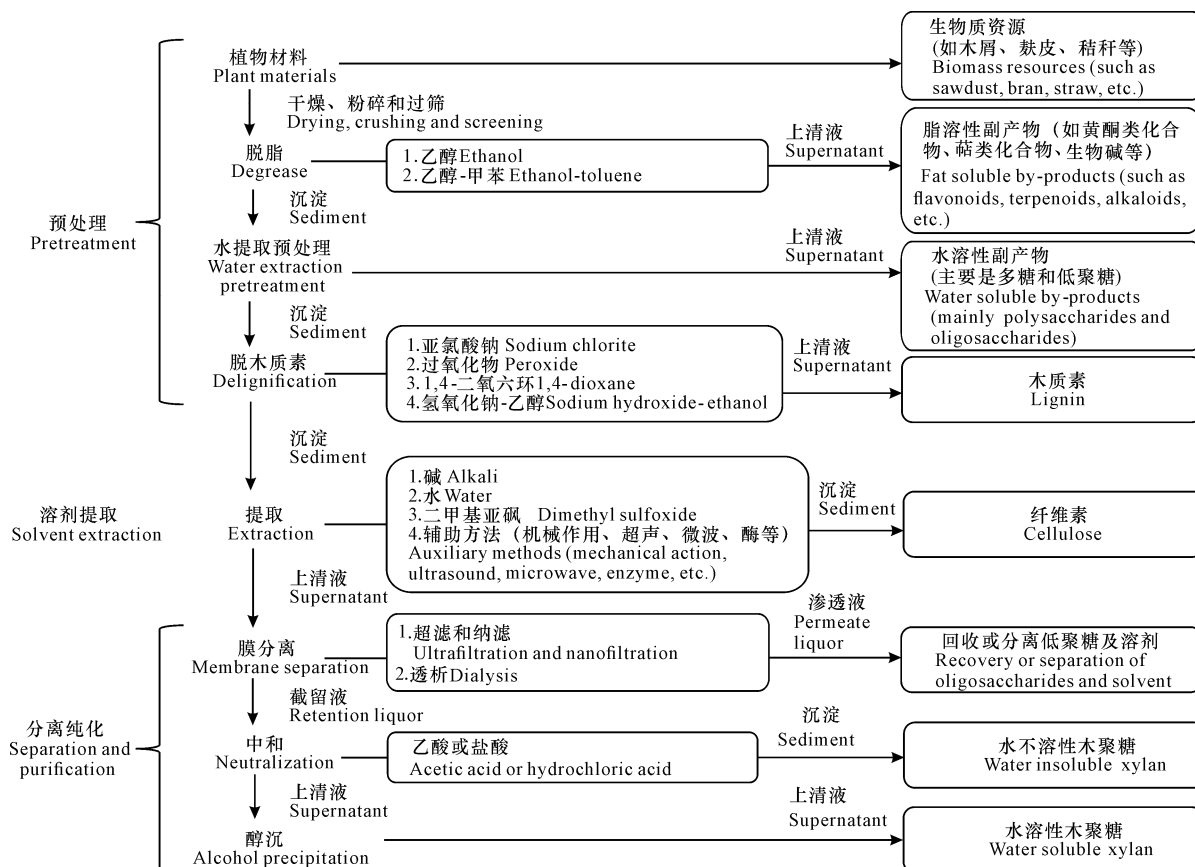 植物材料
Plant materials
生物质资源
(如木屑、麸皮、秸秆等)
Biomass resources (such as
sawdust, bran, straw, etc.)
干燥、粉碎和过筛
Drying, crushing and screening
脱脂
Degrease
1.乙醇Ethanol
2.乙醇-甲苯 Ethanol-toluene
上清液
Supernatant
脂溶性副产物（如黄酮类化合
物、萜类化合物、生物碱等）
Fat soluble by-products (such as
flavonoids, terpenoids, alkaloids,
etc.)
沉淀
Sediment
预处理
Pretreatment
水提取预处理
Water extraction
pretreatment
上清液
Supernatant
水溶性副产物
(主要是多糖和低聚糖)
Water soluble by-products
(mainly polysaccharides and
oligosaccharides)
沉淀
Sediment
脱木质素
Delignification
1.亚氯酸钠 Sodium chlorite
2.过氧化物 Peroxide
3.1,4-二氧六环1,4-dioxane
4.氢氧化钠-乙醇Sodium hydroxide-ethanol
上清液
Supernatant
木质素
Lignin
沉淀
Sediment
溶剂提取
Solvent extraction
提取
Extraction
1.碱 Alkali
2.水 Water
3.二甲基亚砜 Dimethyl sulfoxide
4.辅助方法（机械作用、超声、微波、酶等）
Auxiliary methods (mechanical action,
ultrasound, microwave, enzyme, etc.)
沉淀
Sediment
纤维素
Cellulose
上清液
Supernatant
膜分离
Membrane separation
1.超滤和纳滤
Ultrafiltration and nanofiltration
2.透析Dialysis
渗透液
Permeate
liquor
回收或分离低聚糖及溶剂
Recovery or separation of
oligosaccharides and solvent
截留液
Retention liquor
分离纯化
Separation and
purification
中和
Neutralization
乙酸或盐酸
Acetic acid or hydrochloric acid
沉淀
Sediment
水不溶性木聚糖
Water insoluble xylan
上清液
Supernatant
醇沉
Alcohol precipitation
上清液
Supernatant
水溶性木聚糖
Water soluble xylan